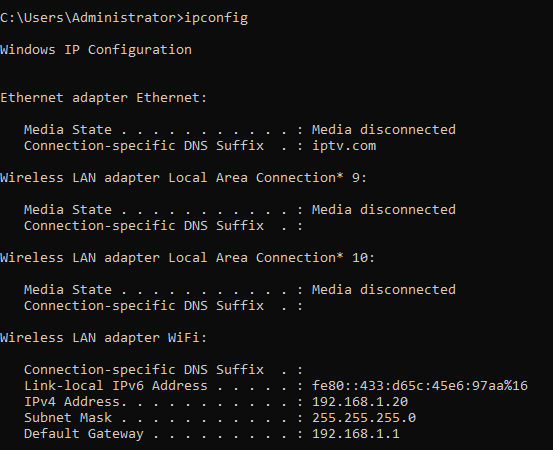 C:\Users\Administrator>ipconfig
Windows IP Configuration
Ethernet adapter Ethernet:
   Media State . . . . . . . . . . . : Media disconnected
   Connection-specific DNS Suffix  . : iptv.com
Wireless LAN adapter Local Area Connection* 9:
   Media State . . . . . . . . . . . : Media disconnected
   Connection-specific DNS Suffix  . :
Wireless LAN adapter Local Area Connection* 10:
   Media State . . . . . . . . . . . : Media disconnected
   Connection-specific DNS Suffix  . :
Wireless LAN adapter WiFi:
   Connection-specific DNS Suffix  . :
   Link-local IPv6 Address . . . . . : fe80::433:d65c:45e6:97aa%16
   IPv4 Address. . . . . . . . . . . : 192.168.1.20
   Subnet Mask . . . . . . . . . . . : 255.255.255.0
   Default Gateway . . . . . . . . . : 192.168.1.1